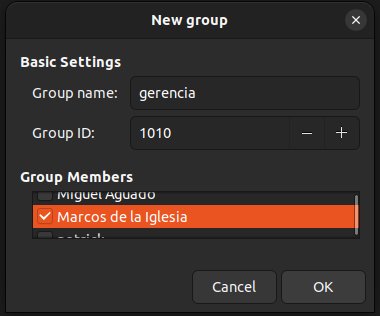 New group
Basic Settings
Group name: gerencia
Group ID: 1010
Group Members
Miguel Aguado
Marcos de la Iglesia
patrick
Cancel OK